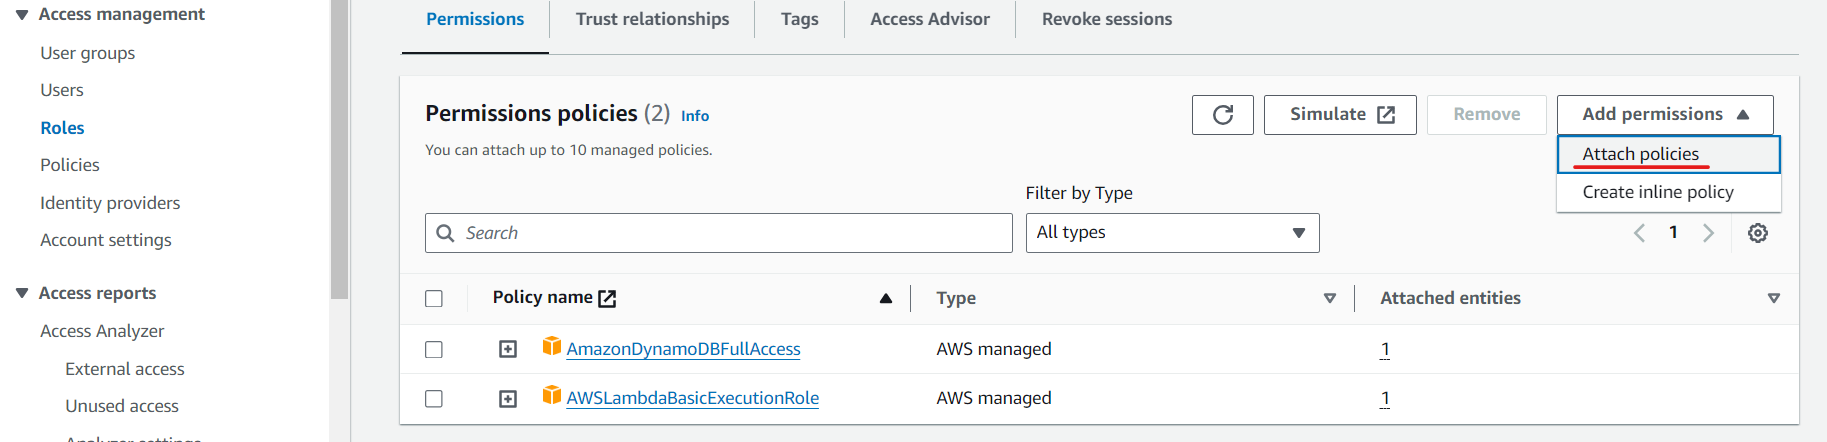 Access management
User groups
Users
Roles
Policies
Identity providers
Account settings
Access reports
Access Analyzer
External access
Unused access
Analyzer settings
Permissions Trust relationships Tags Access Advisor Revoke sessions
Permissions policies (2) Info
You can attach up to 10 managed policies.
Simulate Remove Add permissions
Attach policies
Create inline policy
Filter by Type
Search All types 1
Policy name Type Attached entities
AmazonDynamoDBFullAccess AWS managed 1
AWSLambdaBasicExecutionRole AWS managed 1